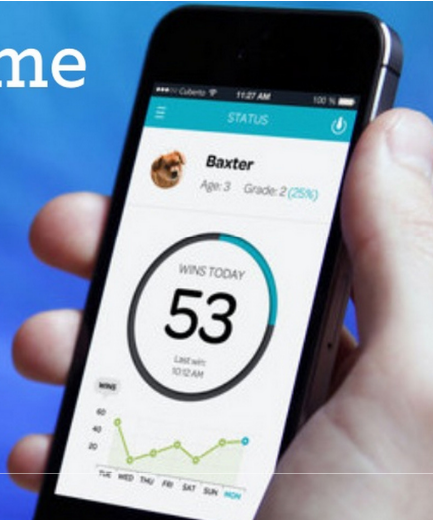 me
Cuberto 11:27 AM 100 %
STATUS
Baxter
Age: 3 Grade: 2 (25%)
WINS TODAY
53
Last win:
10:12 AM
WINS
60
40
20
TUE WED THU FRI SAT SUN MON